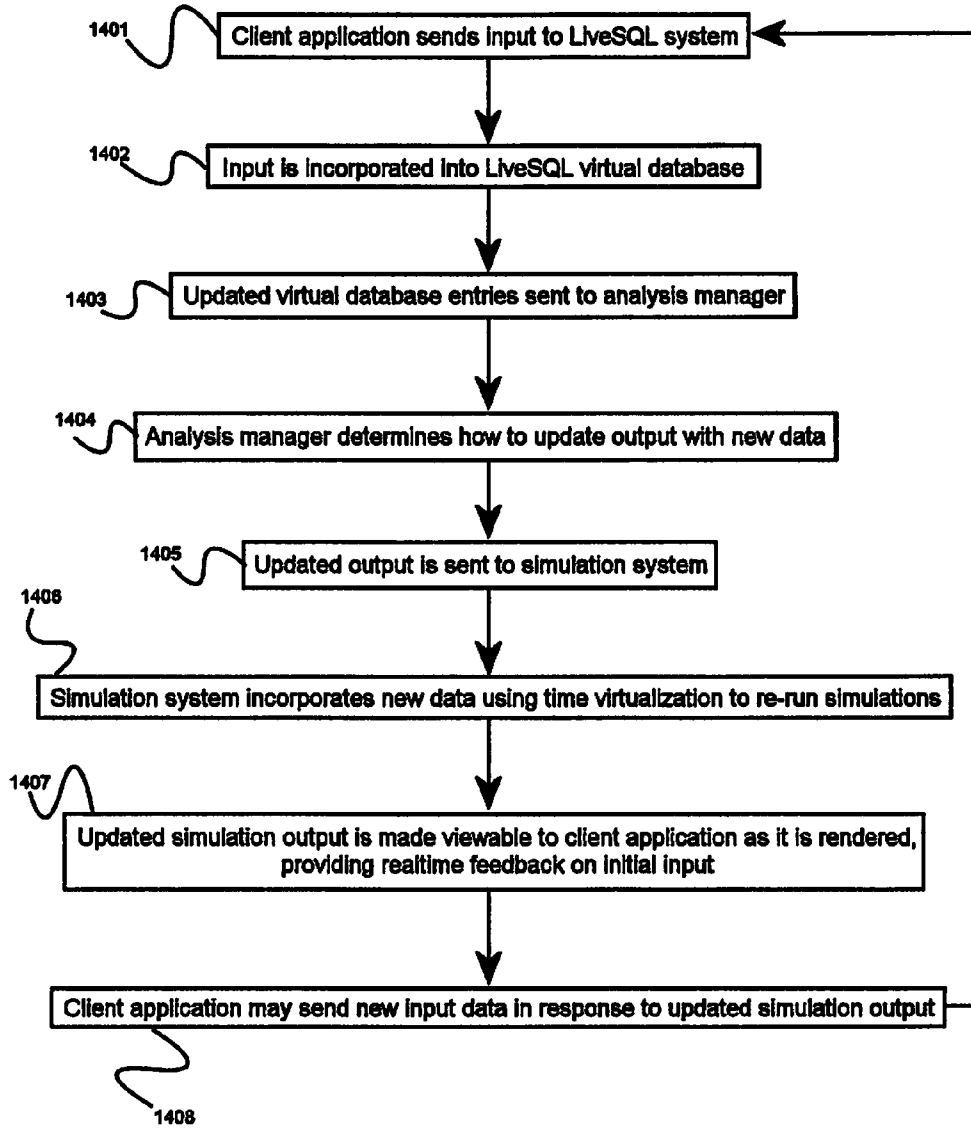 1401
Client application sends input to LiveSQL system
1402
Input is incorporated into LiveSQL virtual database
1403
Updated virtual database entries sent to analysis manager
1404
Analysis manager determines how to update output with new data
1405
Updated output is sent to simulation system
1406
Simulation system incorporates new data using time virtualization to re-run simulations
1407
Updated simulation output is made viewable to client application as it is rendered,
providing realtime feedback on initial input
Client application may send new input data in response to updated simulation output
1408